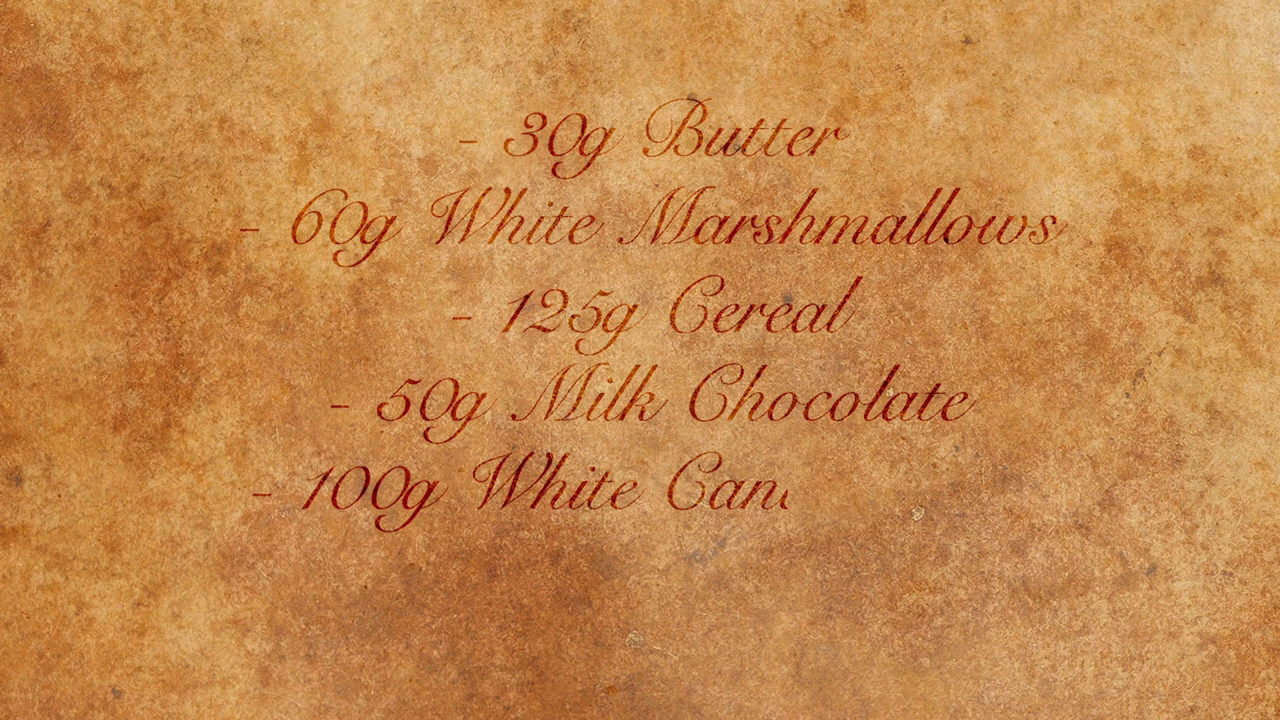 - 30g Butter
- 60g White Marshmallows
- 125g Cereal
- 50g Milk Chocolate
- 100g White